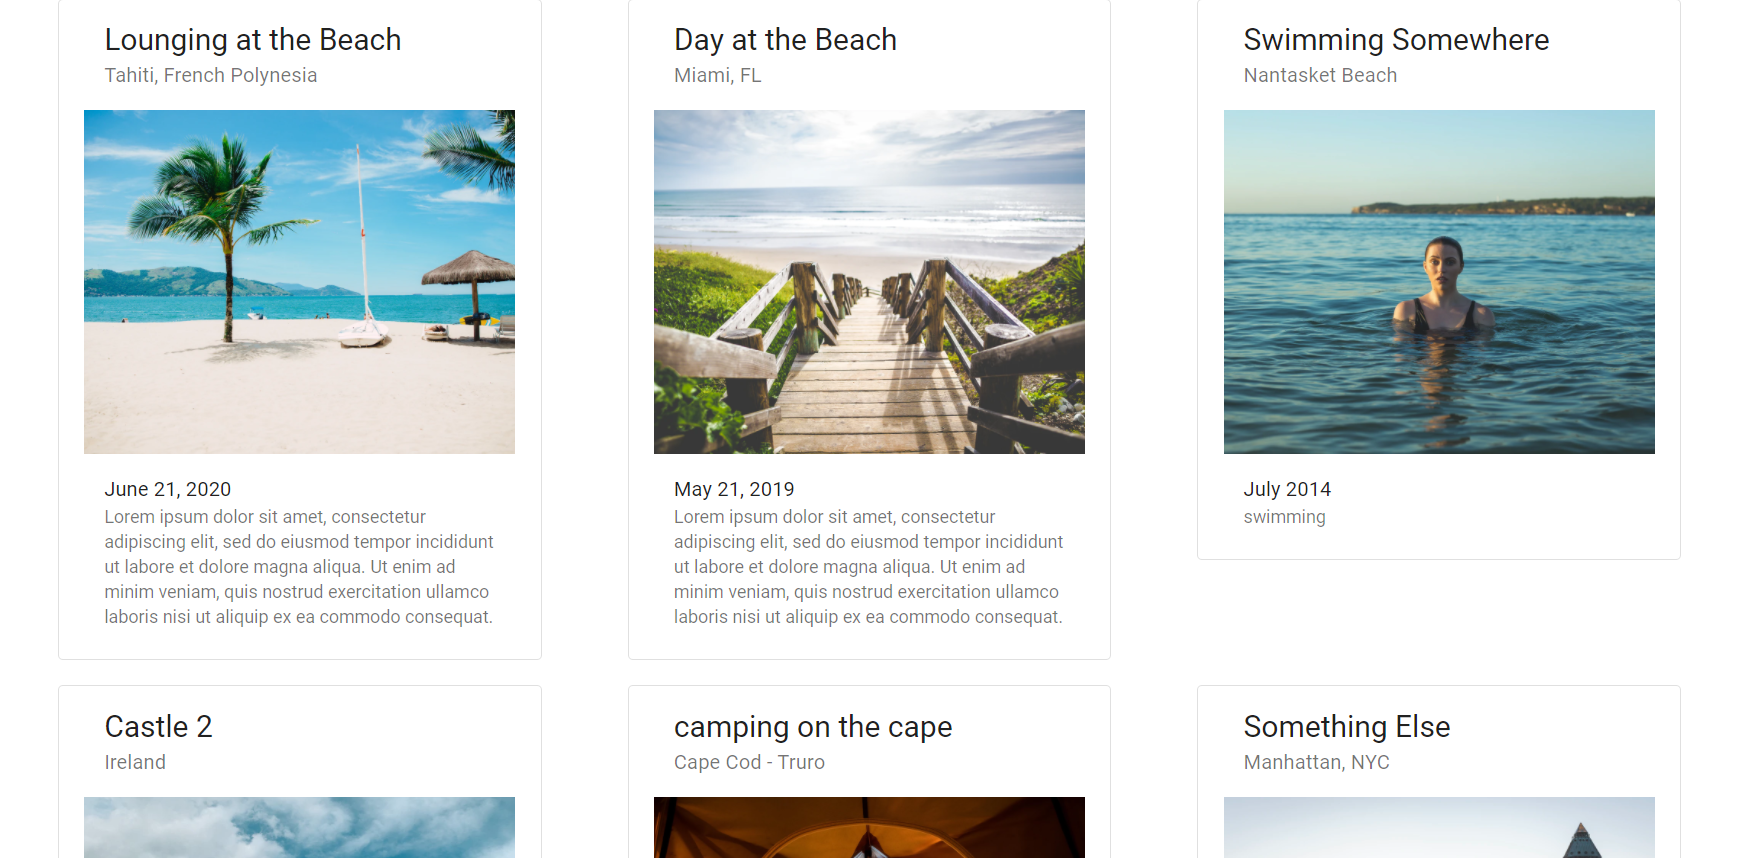 Lounging at the Beach
Tahiti, French Polynesia
June 21, 2020
Lorem ipsum dolor sit amet, consectetur
adipiscing elit, sed do eiusmod tempor incididunt
ut labore et dolore magna aliqua. Ut enim ad
minim veniam, quis nostrud exercitation ullamco
laboris nisi ut aliquip ex ea commodo consequat.
Day at the Beach
Miami, FL
May 21, 2019
Lorem ipsum dolor sit amet, consectetur
adipiscing elit, sed do eiusmod tempor incididunt
ut labore et dolore magna aliqua. Ut enim ad
minim veniam, quis nostrud exercitation ullamco
laboris nisi ut aliquip ex ea commodo consequat.
Swimming Somewhere
Nantasket Beach
July 2014
swimming
Castle 2
Ireland
camping on the cape
Cape Cod - Truro
Something Else
Manhattan, NYC